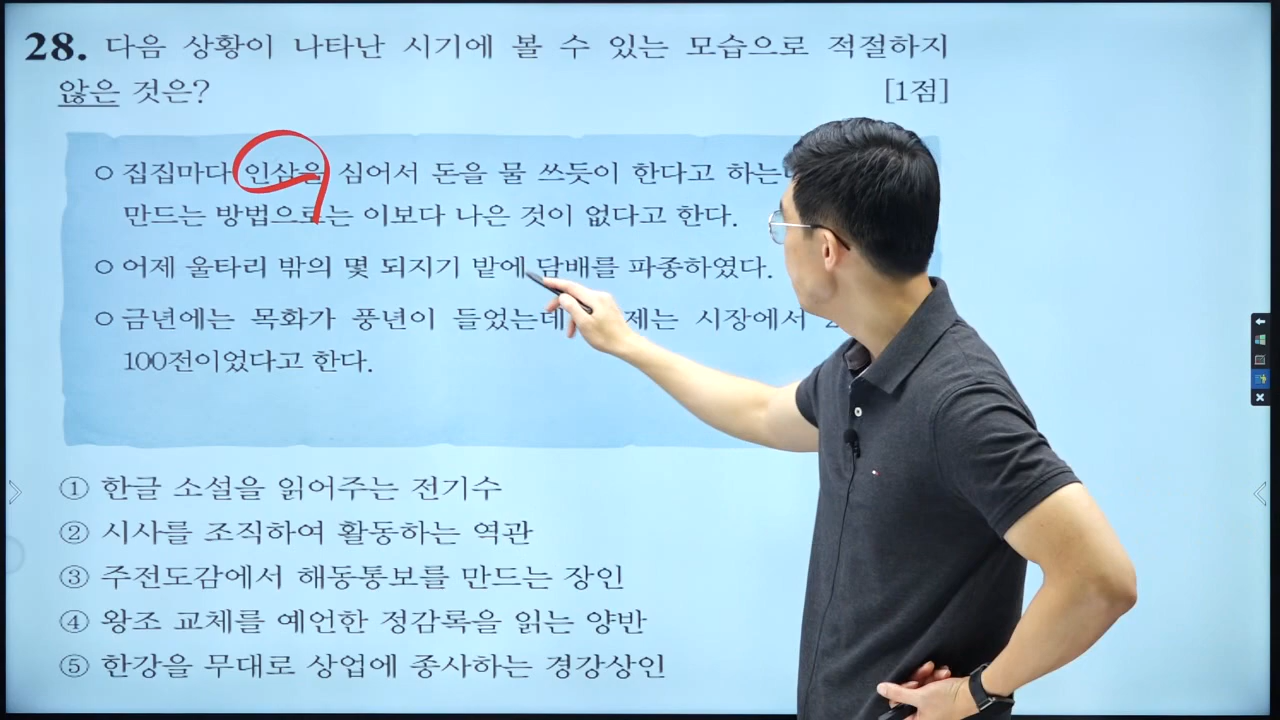 28. 다음 상황이 나타난 시기에 볼 수 있는 모습으로 적절하지
않은 것은? [1점]
○ 집집마다 인삼을 심어서 돈을 물 쓰듯이 한다고 하는
만드는 방법으로는 이보다 나은 것이 없다고 한다.
○ 어제 울타리 밖의 몇 되지기 밭에 담배를 파종하였다.
○ 금년에는 목화가 풍년이 들었는데 시장에서
100전이었다고 한다.
① 한글 소설을 읽어주는 전기수
② 시사를 조직하여 활동하는 역관
③ 주전도감에서 해동통보를 만드는 장인
④ 왕조 교체를 예언한 정감록을 읽는 양반
⑤ 한강을 무대로 상업에 종사하는 경강상인